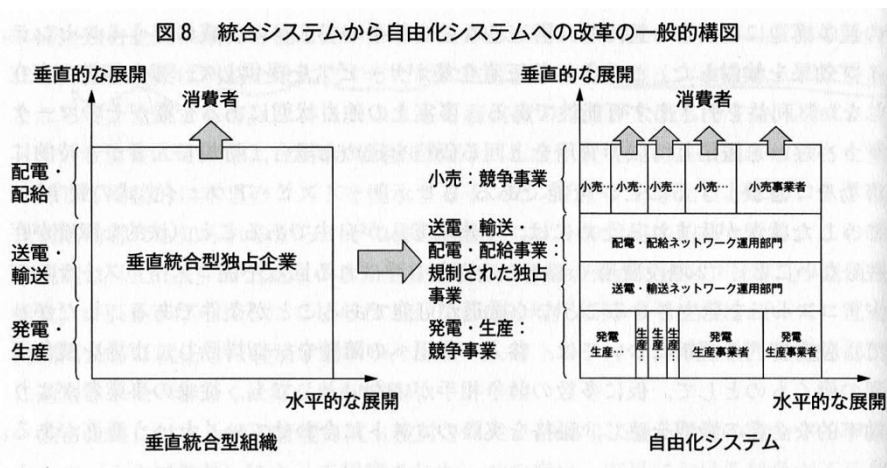 図8 統合システムから自由化システムへの改革の一般的構図
垂直的な展開
消費者
配電・
配給
送電・
輸送
発電・
生産
垂直統合型独占企業
水平的な展開
垂直統合型組織
垂直的な展開
消費者
小売：競争事業
送電・輸送・
配電・配給事業：
規制された独占
事業
発電・生産：
競争事業
小売… 小売… 小売… 小売… 小売事業者
配電・配給ネットワーク運用部門
送電・輸送ネットワーク運用部門
発電
生産…
生産…
生産…
生産…
発電
生産事業者
発電
生産事業者
水平的な展開
自由化システム